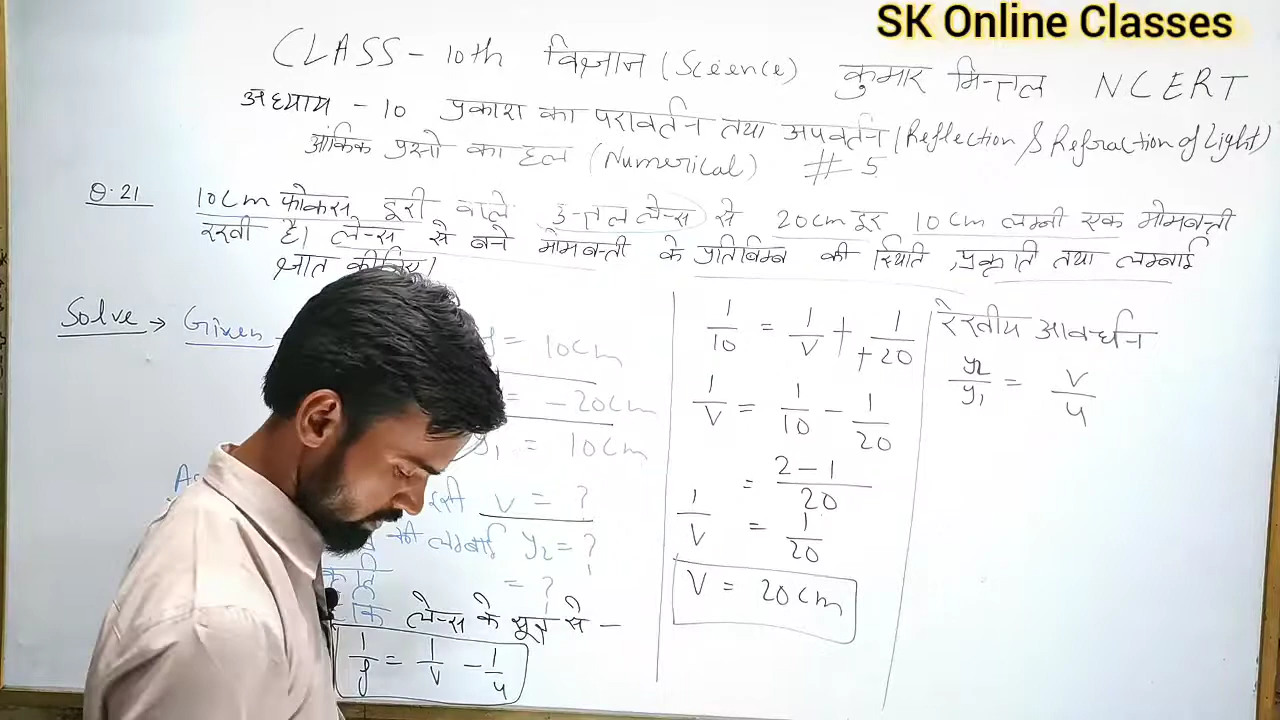 SK Online Classes
CLASS - 10th विज्ञान (Science) कुमार मित्तल NCERT
अध्याय - 10 प्रकाश का परावर्तन तथा अपवर्तन (Reflection & Refraction of Light)
आंकिक प्रश्नो का हल (Numerical) # 5
Q.21 10cm फोकस दूरी वाले उत्तल लेन्स से 20cm दूर 10cm लम्बी एक मोमबत्ती
रखी है। लेन्स से बने मोमबत्ती के प्रतिबिम्ब की स्थिति, प्रकृति तथा लम्बाई
ज्ञात कीजिए।
Solve → Given -
= 10cm
= -20cm
= 10cm
v = ?
की लम्बाई y₂ = ?
= ?
लेन्स के सूत्र से -
1/f = 1/v - 1/u
1/10 = 1/v + 1/+20
1/v = 1/10 - 1/20
= 2-1/20
1/v = 1/20
V = 20cm
रेखीय आवर्धन
y₂/y₁ = v/u